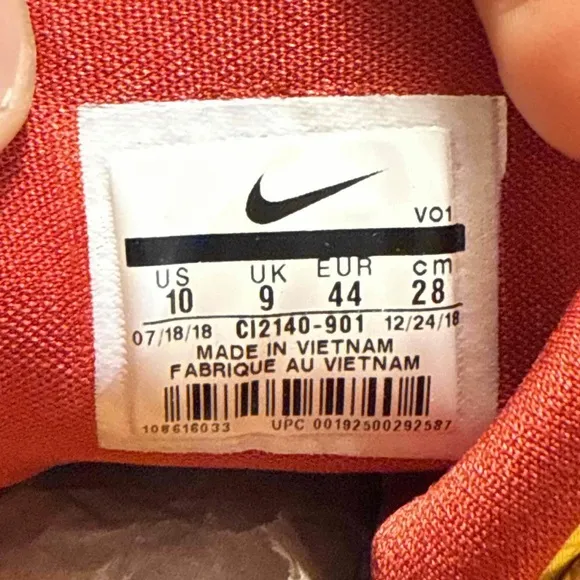 VO1
US UK EUR cm
10 9 44 28
07/18/18 CI2140-901 12/24/18
MADE IN VIETNAM
FABRIQUE AU VIETNAM
108616033 UPC 00192500292587